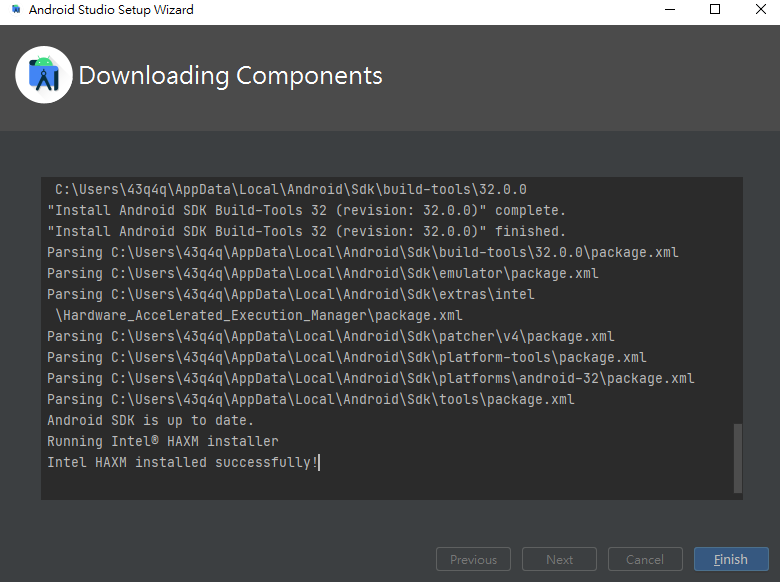 Android Studio Setup Wizard
Downloading Components
C:\Users\43q4q\AppData\Local\Android\Sdk\build-tools\32.0.0
"Install Android SDK Build-Tools 32 (revision: 32.0.0)" complete.
"Install Android SDK Build-Tools 32 (revision: 32.0.0)" finished.
Parsing C:\Users\43q4q\AppData\Local\Android\Sdk\build-tools\32.0.0\package.xml
Parsing C:\Users\43q4q\AppData\Local\Android\Sdk\emulator\package.xml
Parsing C:\Users\43q4q\AppData\Local\Android\Sdk\extras\intel
\Hardware_Accelerated_Execution_Manager\package.xml
Parsing C:\Users\43q4q\AppData\Local\Android\Sdk\patcher\v4\package.xml
Parsing C:\Users\43q4q\AppData\Local\Android\Sdk\platform-tools\package.xml
Parsing C:\Users\43q4q\AppData\Local\Android\Sdk\platforms\android-32\package.xml
Parsing C:\Users\43q4q\AppData\Local\Android\Sdk\tools\package.xml
Android SDK is up to date.
Running Intel® HAXM installer
Intel HAXM installed successfully!
Previous Next Cancel Finish